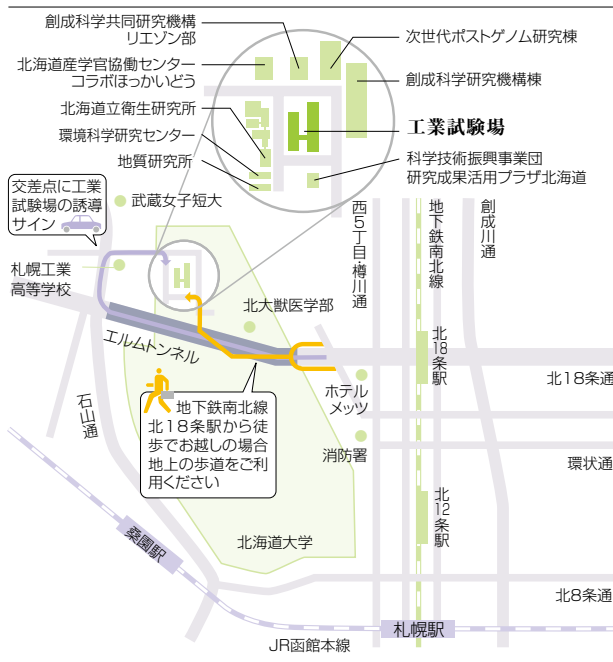 創成科学共同研究機構
リエゾン部
次世代ポストゲノム研究棟
北海道産学官協働センター
コラボほっかいどう
創成科学研究機構棟
北海道立衛生研究所
工業試験場
環境科学研究センター
地質研究所
科学技術振興事業団
研究成果活用プラザ北海道
交差点に工業
試験場の誘導
サイン
武蔵女子短大
西5丁目・樽川通
地下鉄南北線
創成川通
札幌工業
高等学校
北大獣医学部
エルムトンネル
北18条駅
北18条通
石山通
ホテル
メッツ
地下鉄南北線
北18条駅から徒
歩でお越しの場合
地上の歩道をご利
用ください
消防署
環状通
北12条駅
桑園駅
北海道大学
北8条通
札幌駅
JR函館本線